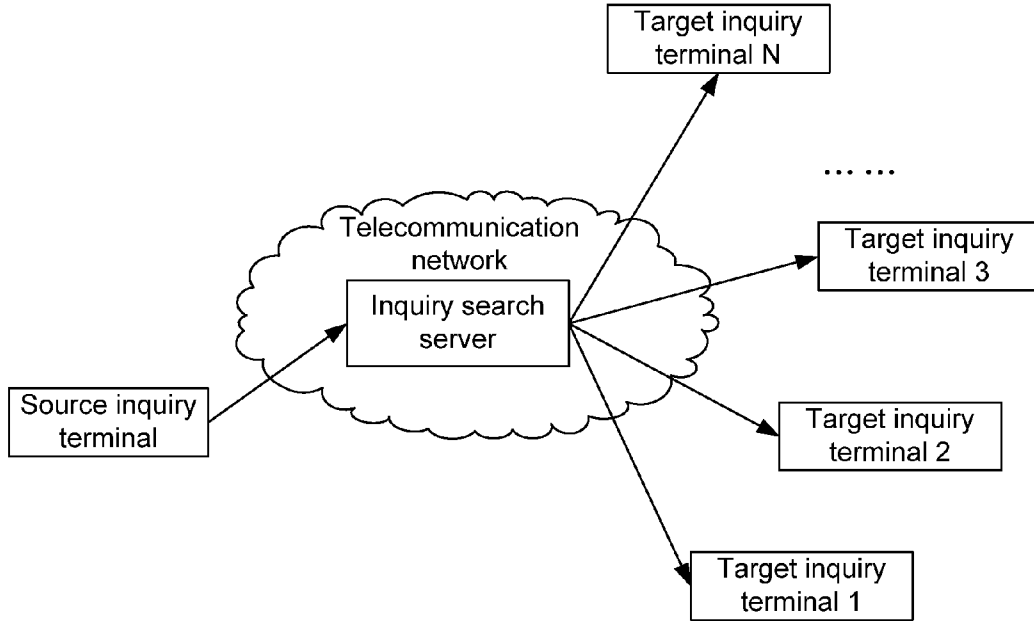 Target inquiry
terminal N
... ...
Telecommunication
network
Target inquiry
terminal 3
Inquiry search
server
Source inquiry
terminal
Target inquiry
terminal 2
Target inquiry
terminal 1